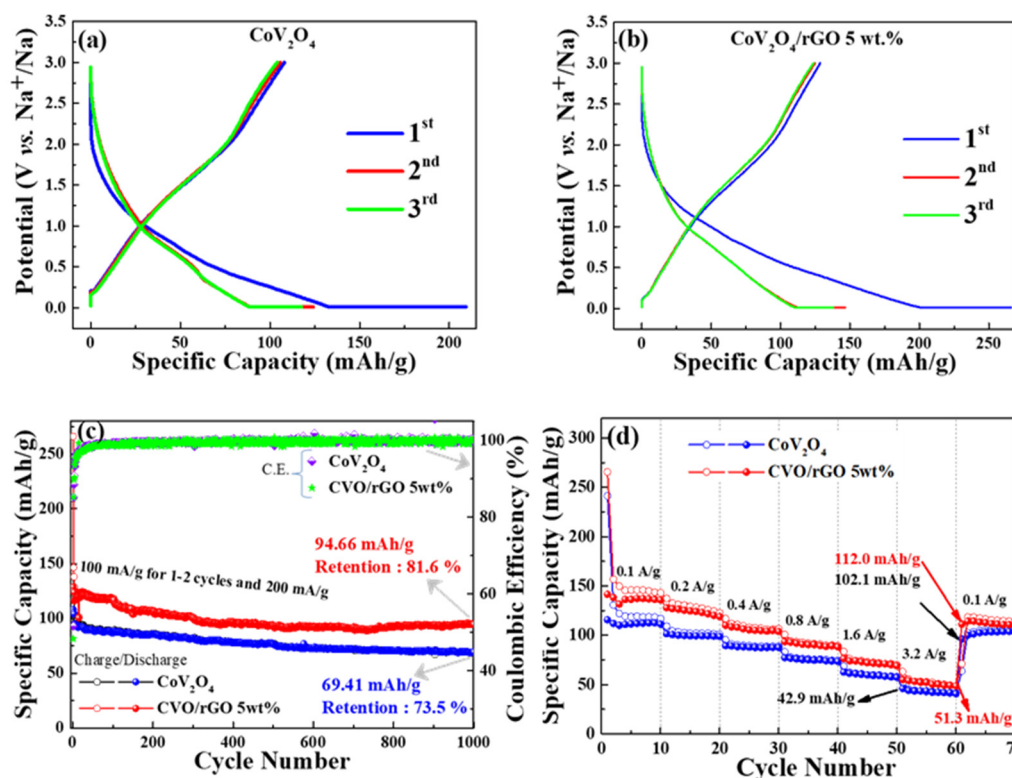 (a)
CoV₂O₄
Potential (V vs. Na⁺/Na)
3.5
3.0
2.5
2.0
1.5
1.0
0.5
0.0
1st
2nd
3rd
0 50 100 150 200
Specific Capacity (mAh/g)
(b)
CoV₂O₄/rGO 5 wt.%
Potential (V vs. Na⁺/Na)
3.5
3.0
2.5
2.0
1.5
1.0
0.5
0.0
1st
2nd
3rd
0 50 100 150 200 250
Specific Capacity (mAh/g)
(c)
Specific Capacity (mAh/g)
250
200
150
100
50
0
C.E.
CoV₂O₄
CVO/rGO 5wt%
94.66 mAh/g
Retention : 81.6 %
100 mA/g for 1-2 cycles and 200 mA/g
Charge/Discharge
CoV₂O₄
CVO/rGO 5wt%
69.41 mAh/g
Retention : 73.5 %
Coulombic Efficiency (%)
100
80
60
40
0 200 400 600 800 1000
Cycle Number
(d)
Specific Capacity (mAh/g)
300
250
200
150
100
50
0
CoV₂O₄
CVO/rGO 5wt%
0.1 A/g
0.2 A/g
0.4 A/g
0.8 A/g
1.6 A/g
3.2 A/g
0.1 A/g
112.0 mAh/g
102.1 mAh/g
42.9 mAh/g
51.3 mAh/g
0 10 20 30 40 50 60
Cycle Number